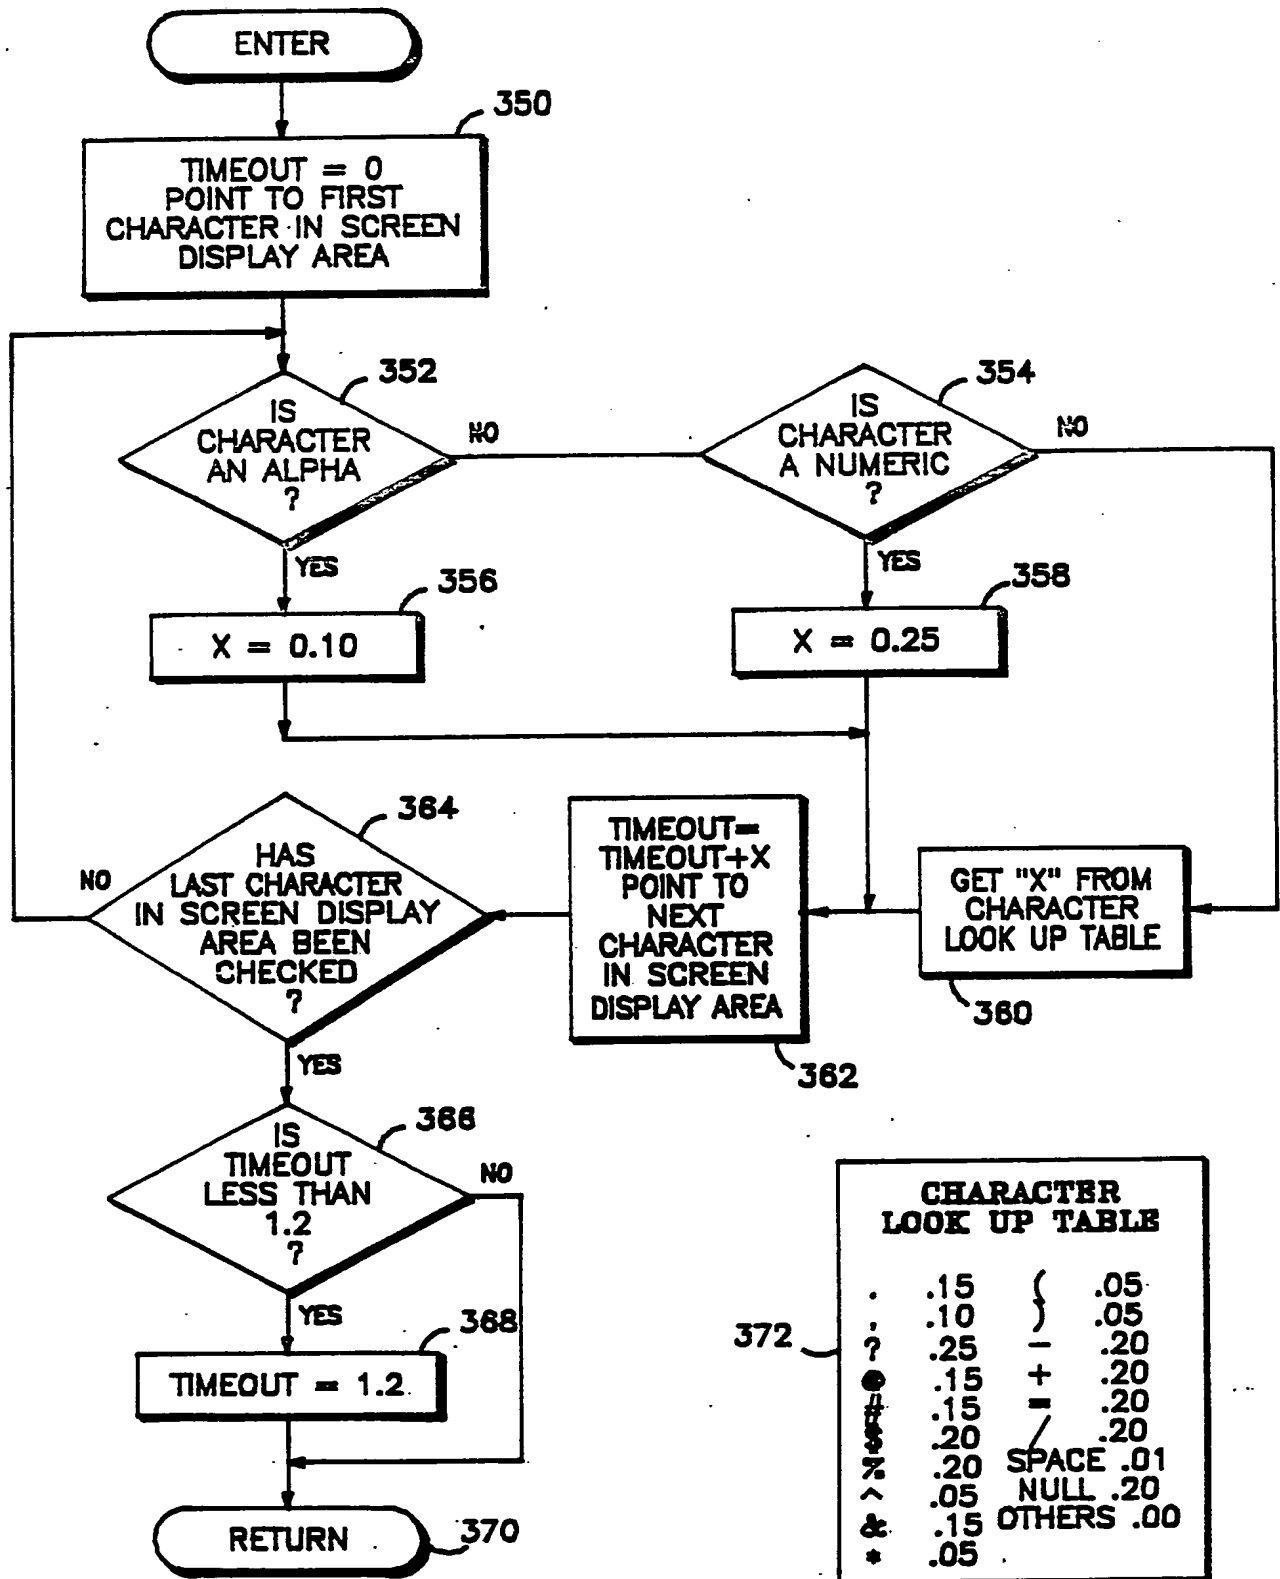 ENTER
350
TIMEOUT = 0
POINT TO FIRST
CHARACTER IN SCREEN
DISPLAY AREA
352
IS
CHARACTER
AN ALPHA
?
NO
YES
354
IS
CHARACTER
A NUMERIC
?
NO
YES
356
X = 0.10
358
X = 0.25
364
HAS
LAST CHARACTER
IN SCREEN DISPLAY
AREA BEEN
CHECKED
?
NO
YES
TIMEOUT=
TIMEOUT+X
POINT TO
NEXT
CHARACTER
IN SCREEN
DISPLAY AREA
362
GET "X" FROM
CHARACTER
LOOK UP TABLE
360
366
IS
TIMEOUT
LESS THAN
1.2
?
NO
YES
368
TIMEOUT = 1.2
RETURN
370
372
CHARACTER
LOOK UP TABLE
. .15 ( .05
, .10 ) .05
? .25 - .20
@ .15 + .20
# .15 = .20
$ .20 / .20
% .20 SPACE .01
^ .05 NULL .20
& .15 OTHERS .00
* .05